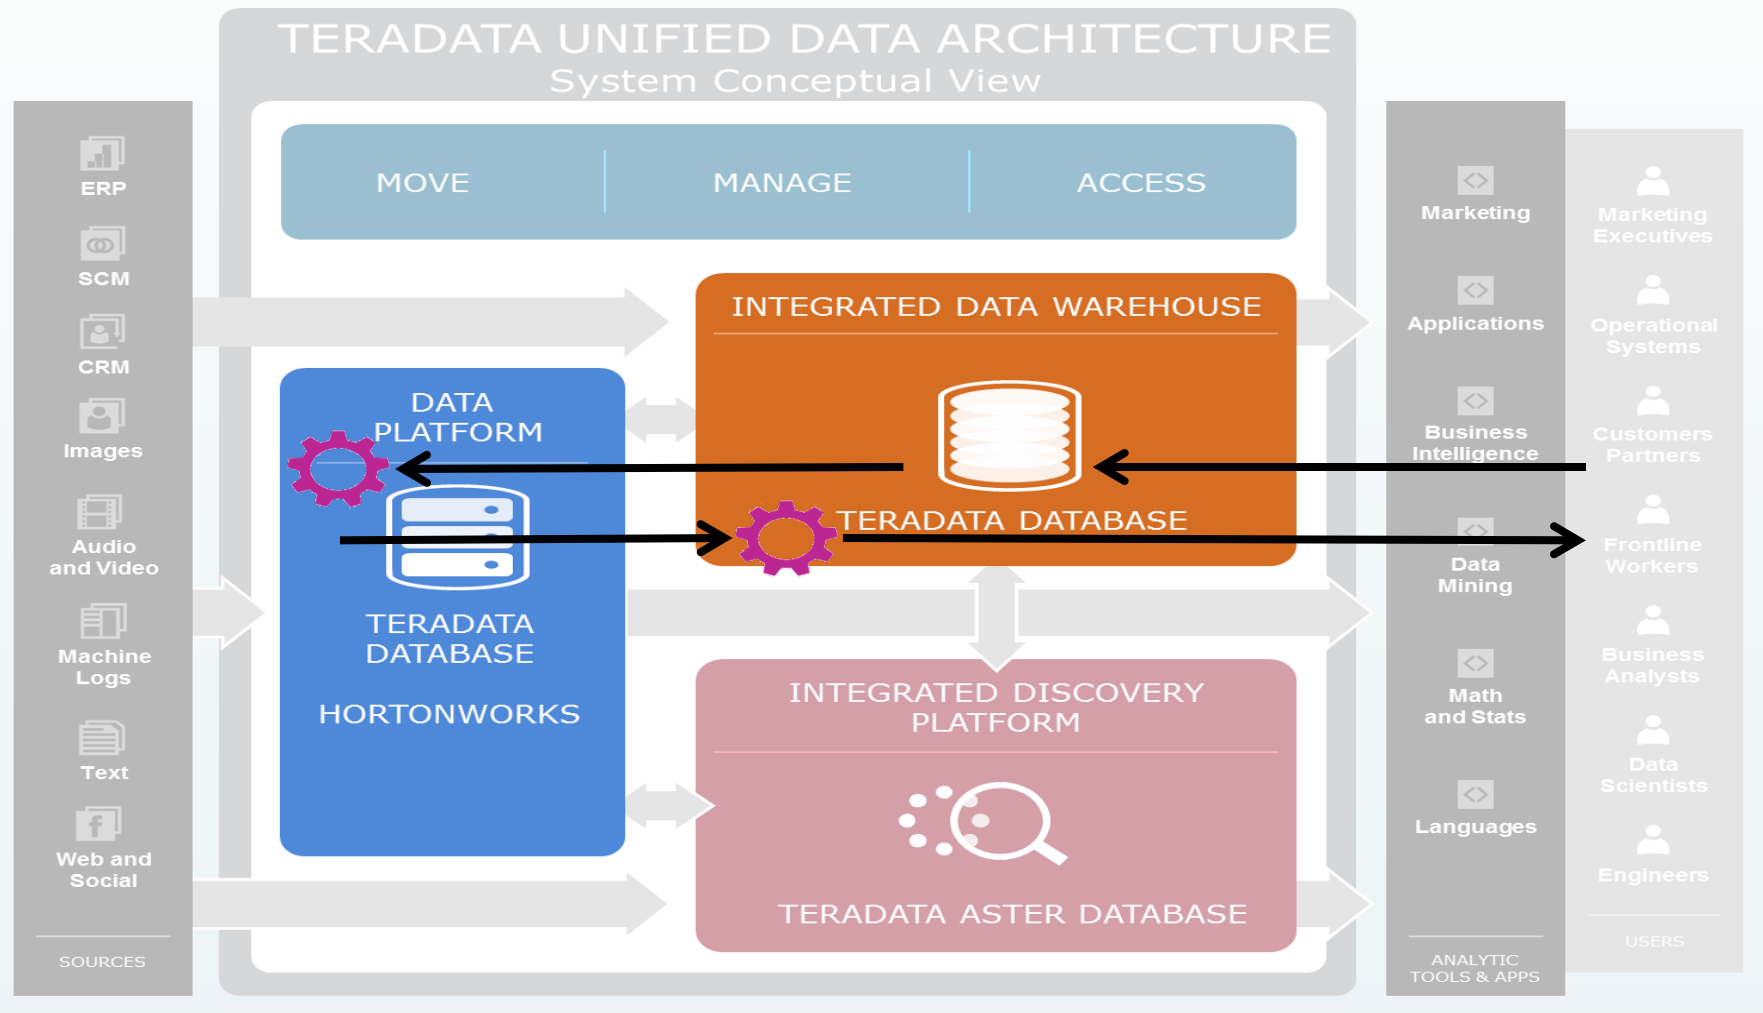 TERADATA UNIFIED DATA ARCHITECTURE
System Conceptual View
MOVE
MANAGE
ACCESS
ERP
SCM
CRM
Images
Audio
and Video
Machine
Logs
Text
Web and
Social
SOURCES
DATA
PLATFORM
TERADATA
DATABASE
HORTONWORKS
INTEGRATED DATA WAREHOUSE
TERADATA DATABASE
INTEGRATED DISCOVERY
PLATFORM
TERADATA ASTER DATABASE
Marketing
Applications
Business
Intelligence
Data
Mining
Math
and Stats
Languages
ANALYTIC
TOOLS & APPS
Marketing
Executives
Operational
Systems
Customers
Partners
Frontline
Workers
Business
Analysts
Data
Scientists
Engineers
USERS